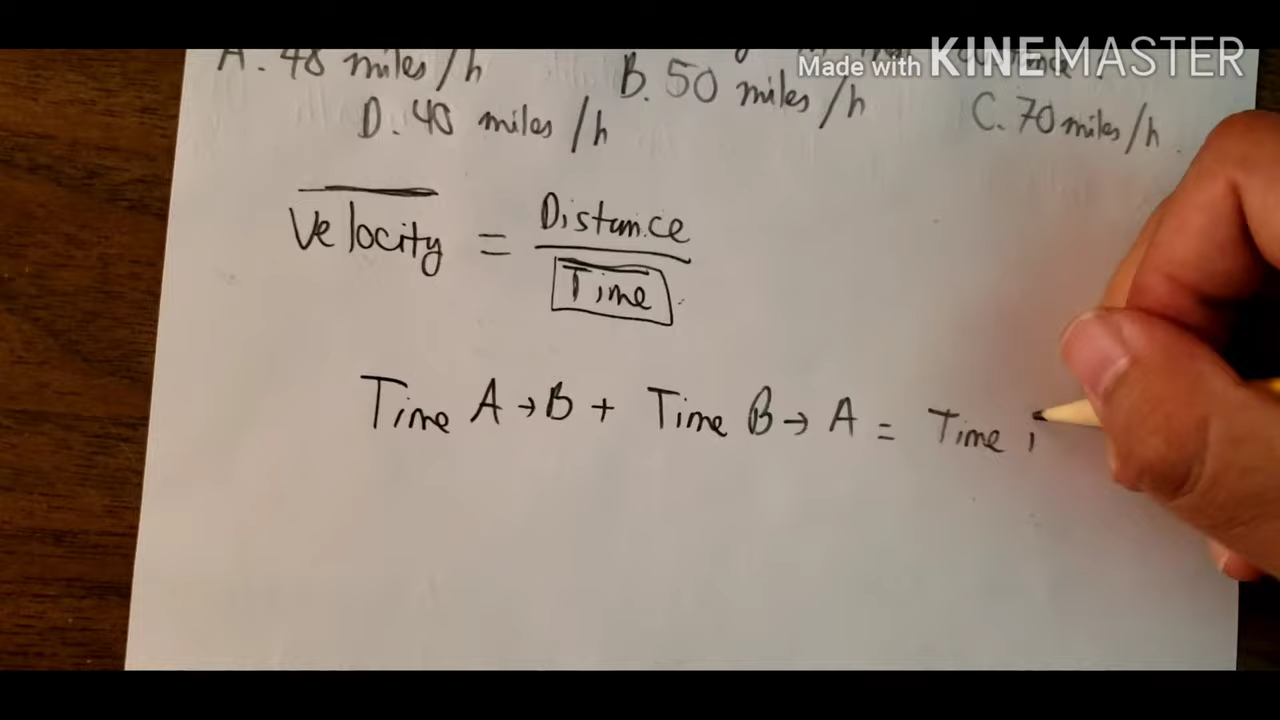 Made with KINEMASTER
A. 48 miles/h
B. 50 miles/h
C. 70 miles/h
D. 40 miles/h
Velocity = Distance
Time
Time A→B + Time B→A = Time